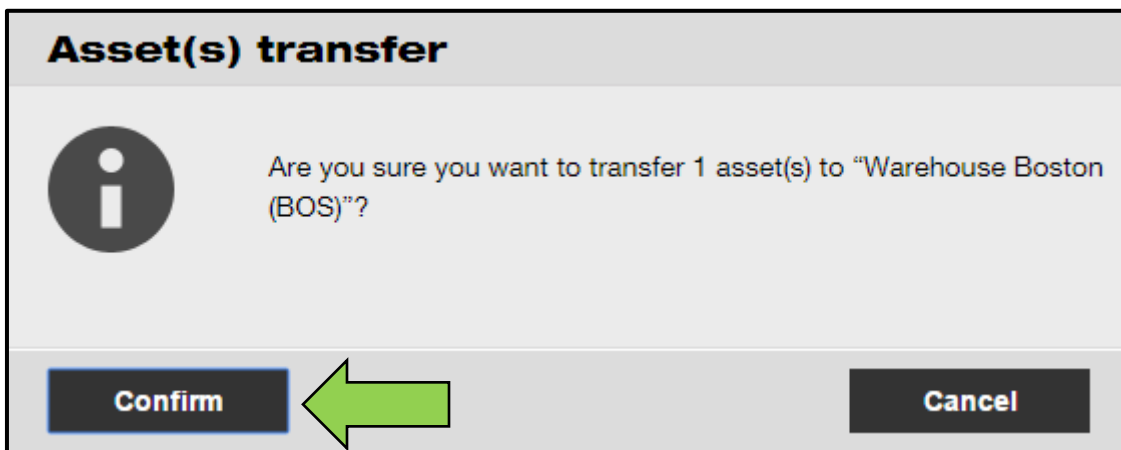 Asset(s) transfer
Are you sure you want to transfer 1 asset(s) to “Warehouse Boston
(BOS)”?
Confirm
Cancel